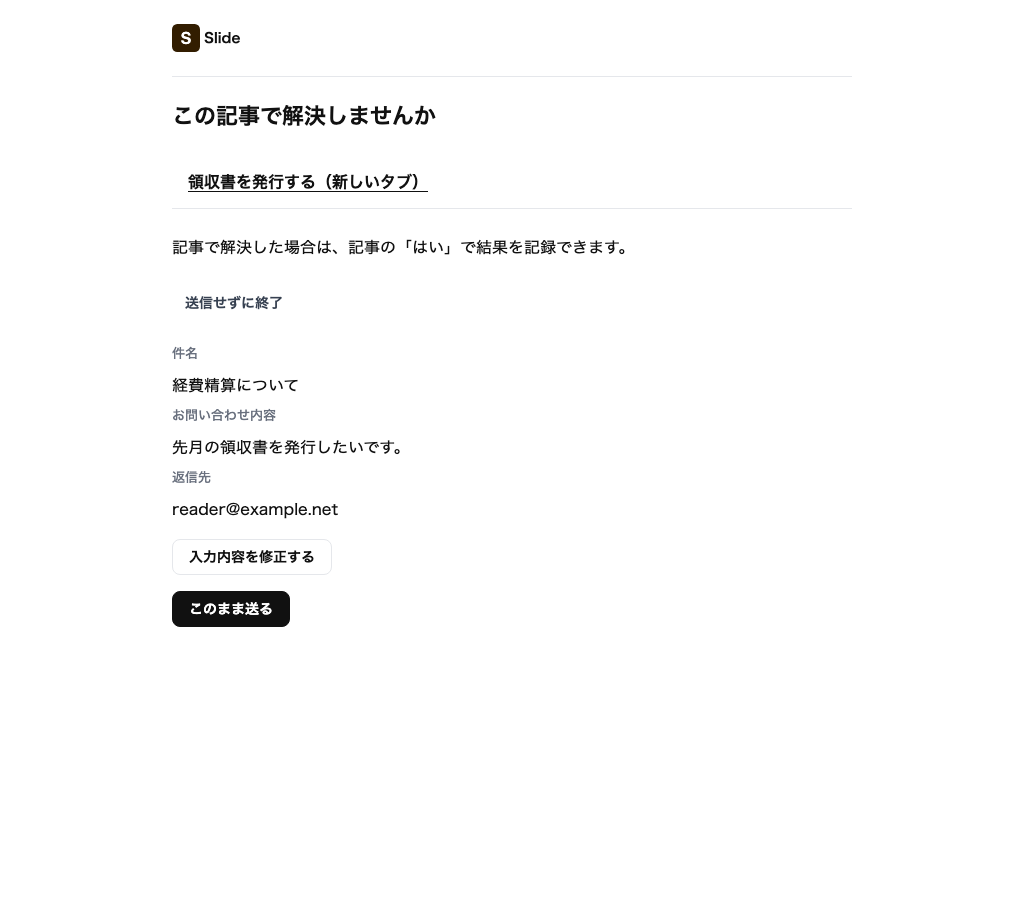 S Slide
この記事で解決しませんか
領収書を発行する（新しいタブ）
記事で解決した場合は、記事の「はい」で結果を記録できます。
送信せずに終了
件名
経費精算について
お問い合わせ内容
先月の領収書を発行したいです。
返信先
reader@example.net
入力内容を修正する
このまま送る